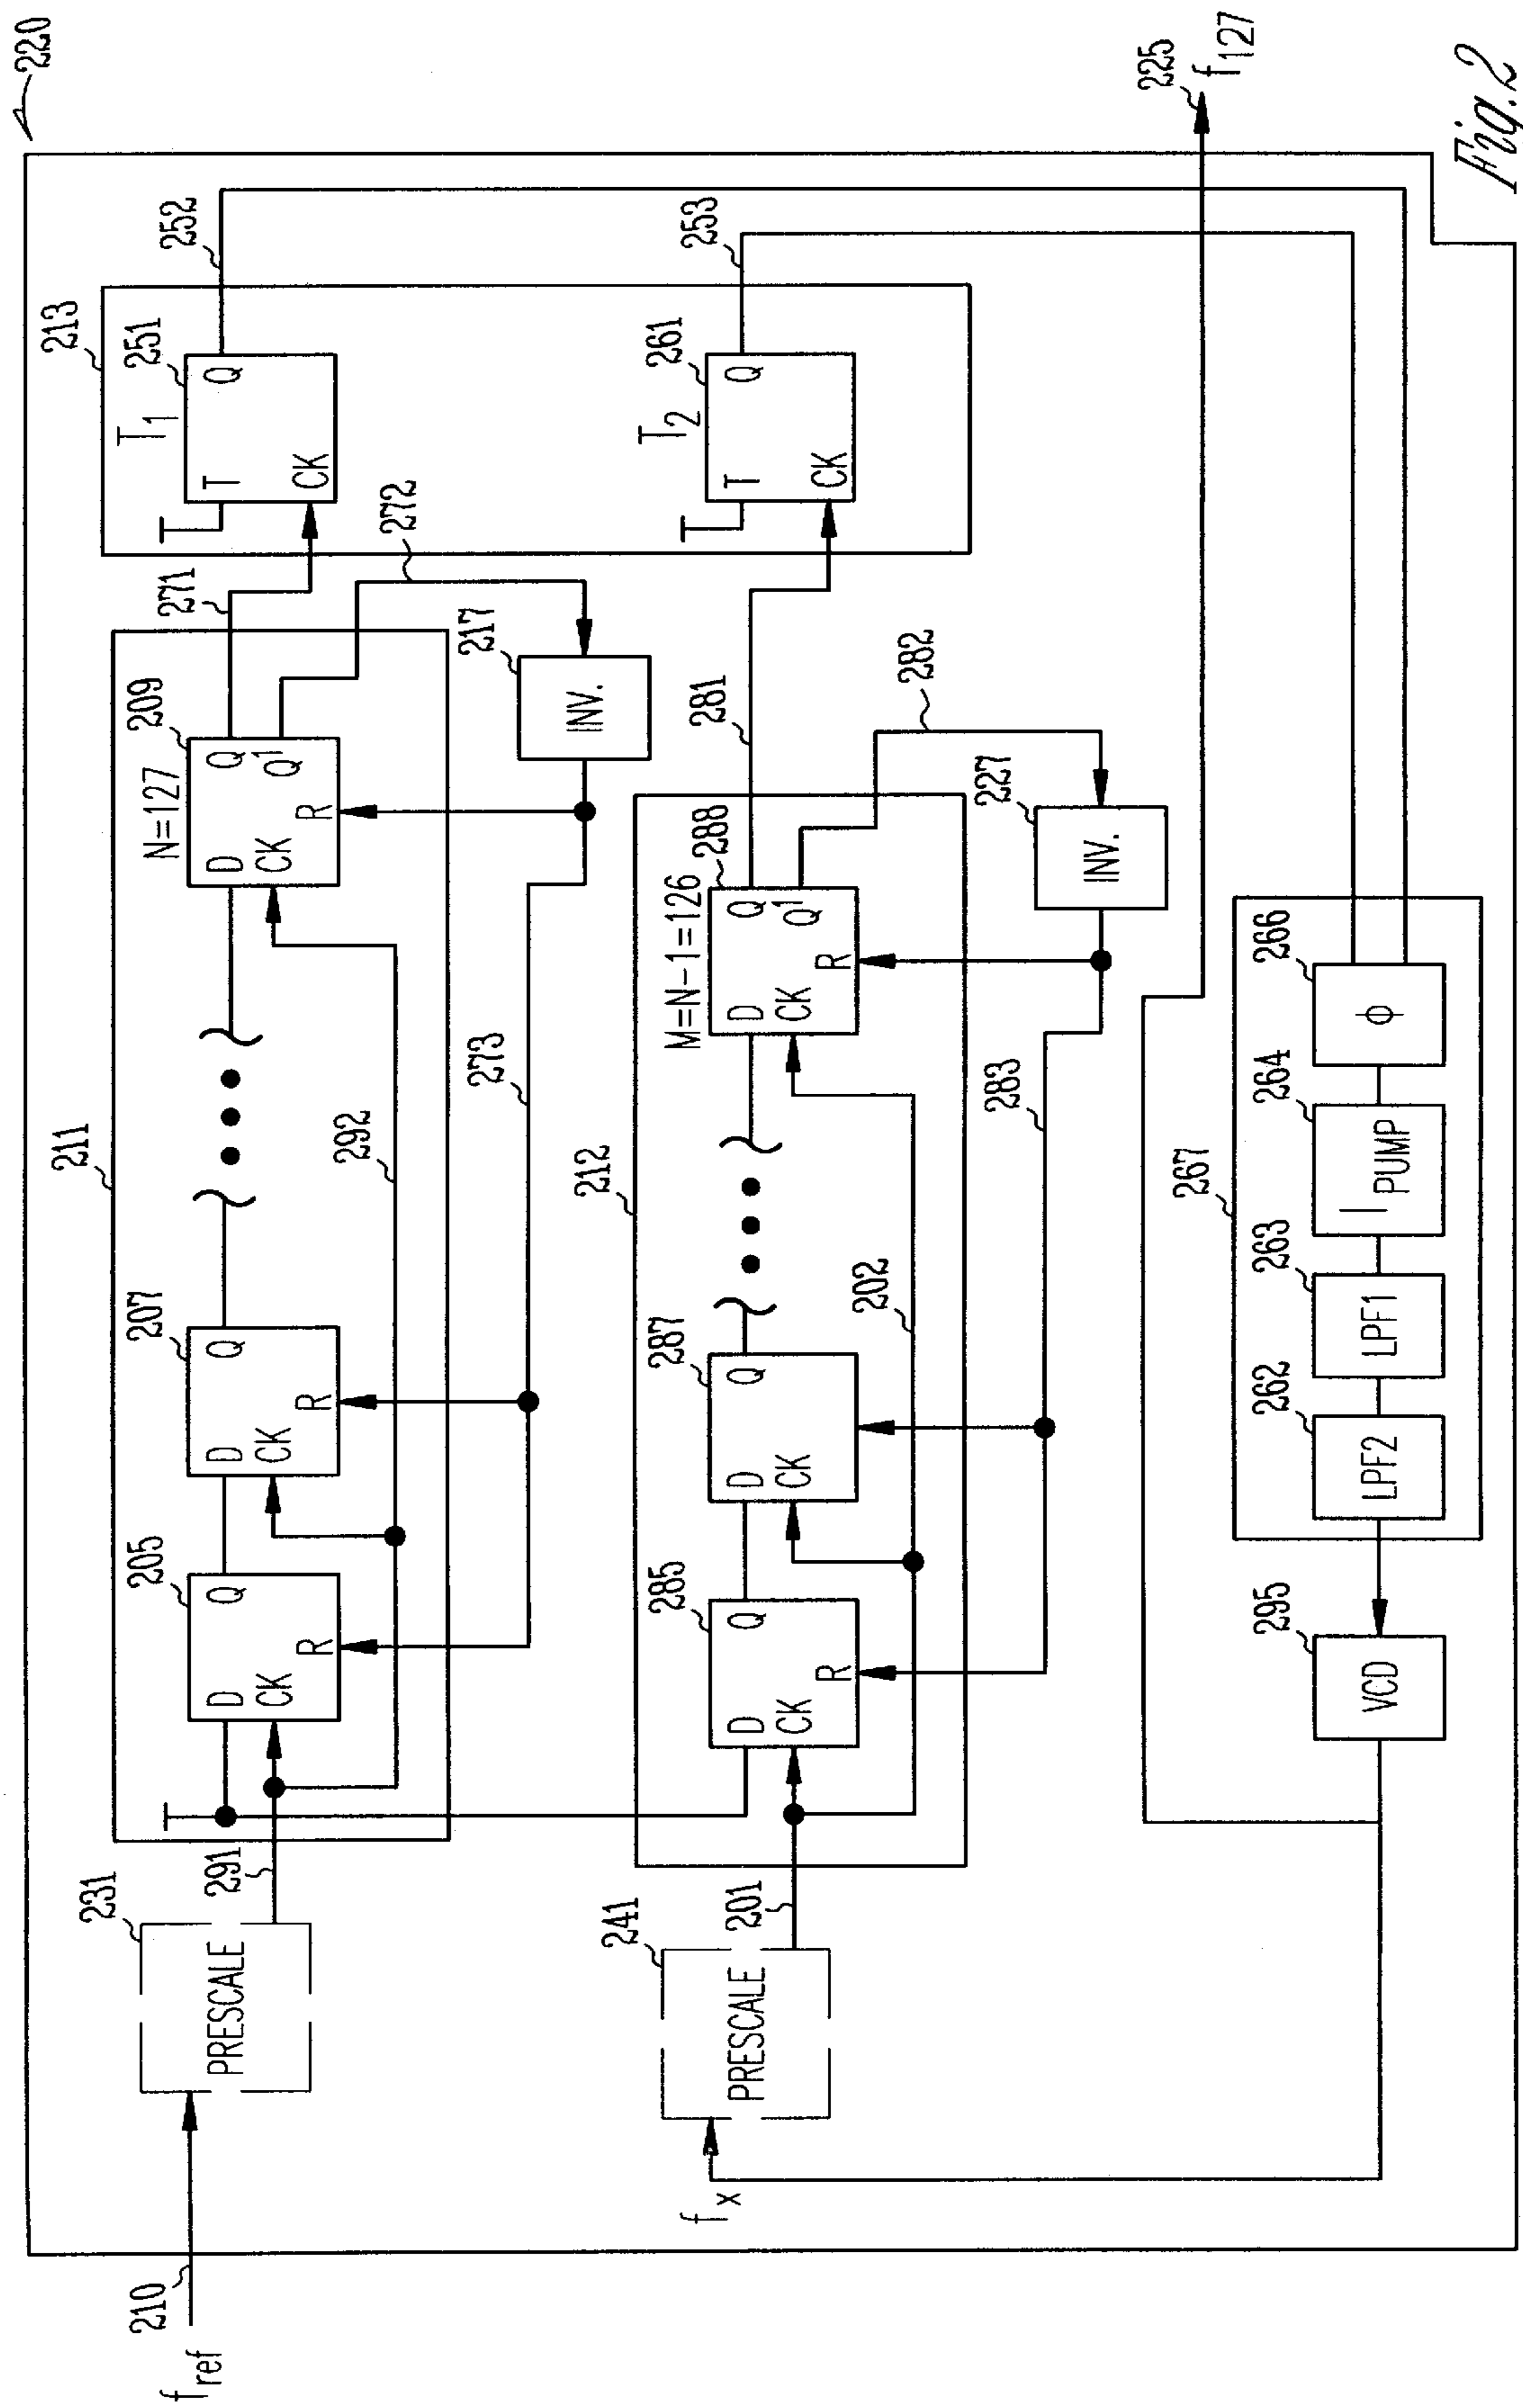 220
213
T1
251
T
Q
CK
252
271
272
211
N=127
209
D
Q
CK
Q1
R
217
INV.
207
D
Q
CK
R
205
D
Q
CK
R
292
273
231
PRESCALE
291
210
fref
T2
261
T
Q
CK
253
281
282
212
M=N-1=126
288
D
Q
CK
Q1
R
227
INV.
287
D
Q
CK
285
D
Q
CK
R
202
283
241
PRESCALE
201
fx
225
f127
267
266
Φ
264
IPUMP
263
LPF1
262
LPF2
295
VCD
Fig.2